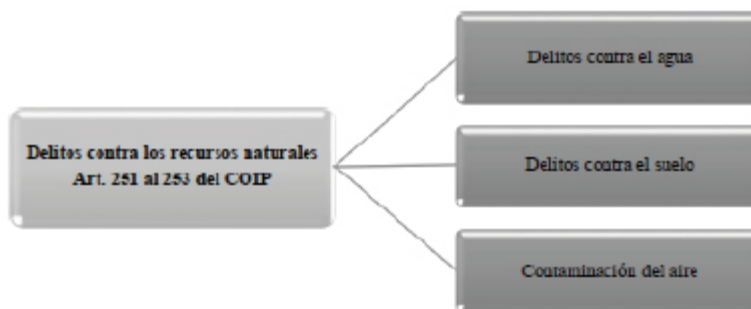 Delitos contra los recursos naturales
Art. 251 al 253 del COIP
Delitos contra el agua
Delitos contra el suelo
Contaminación del aire